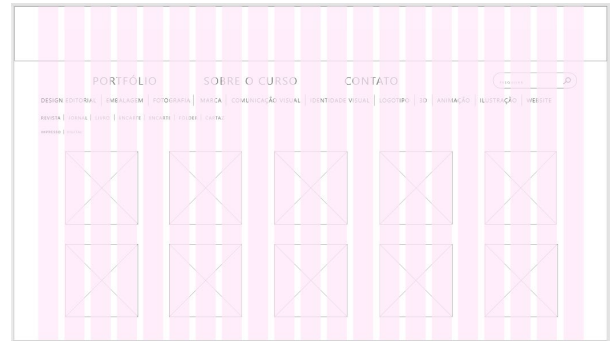 PORTFÓLIO SOBRE O CURSO CONTATO
DESIGN EDITORIAL | EMBALAGEM | FOTOGRAFIA | MARCA | COMUNICAÇÃO VISUAL | IDENTIDADE VISUAL | LOGOTIPO | 3D | ANIMAÇÃO | ILUSTRAÇÃO | WEBSITE
REVISTA | JORNAL | LIVRO | ENCARTE | ENCARTE | FOLDER | CARTAZ